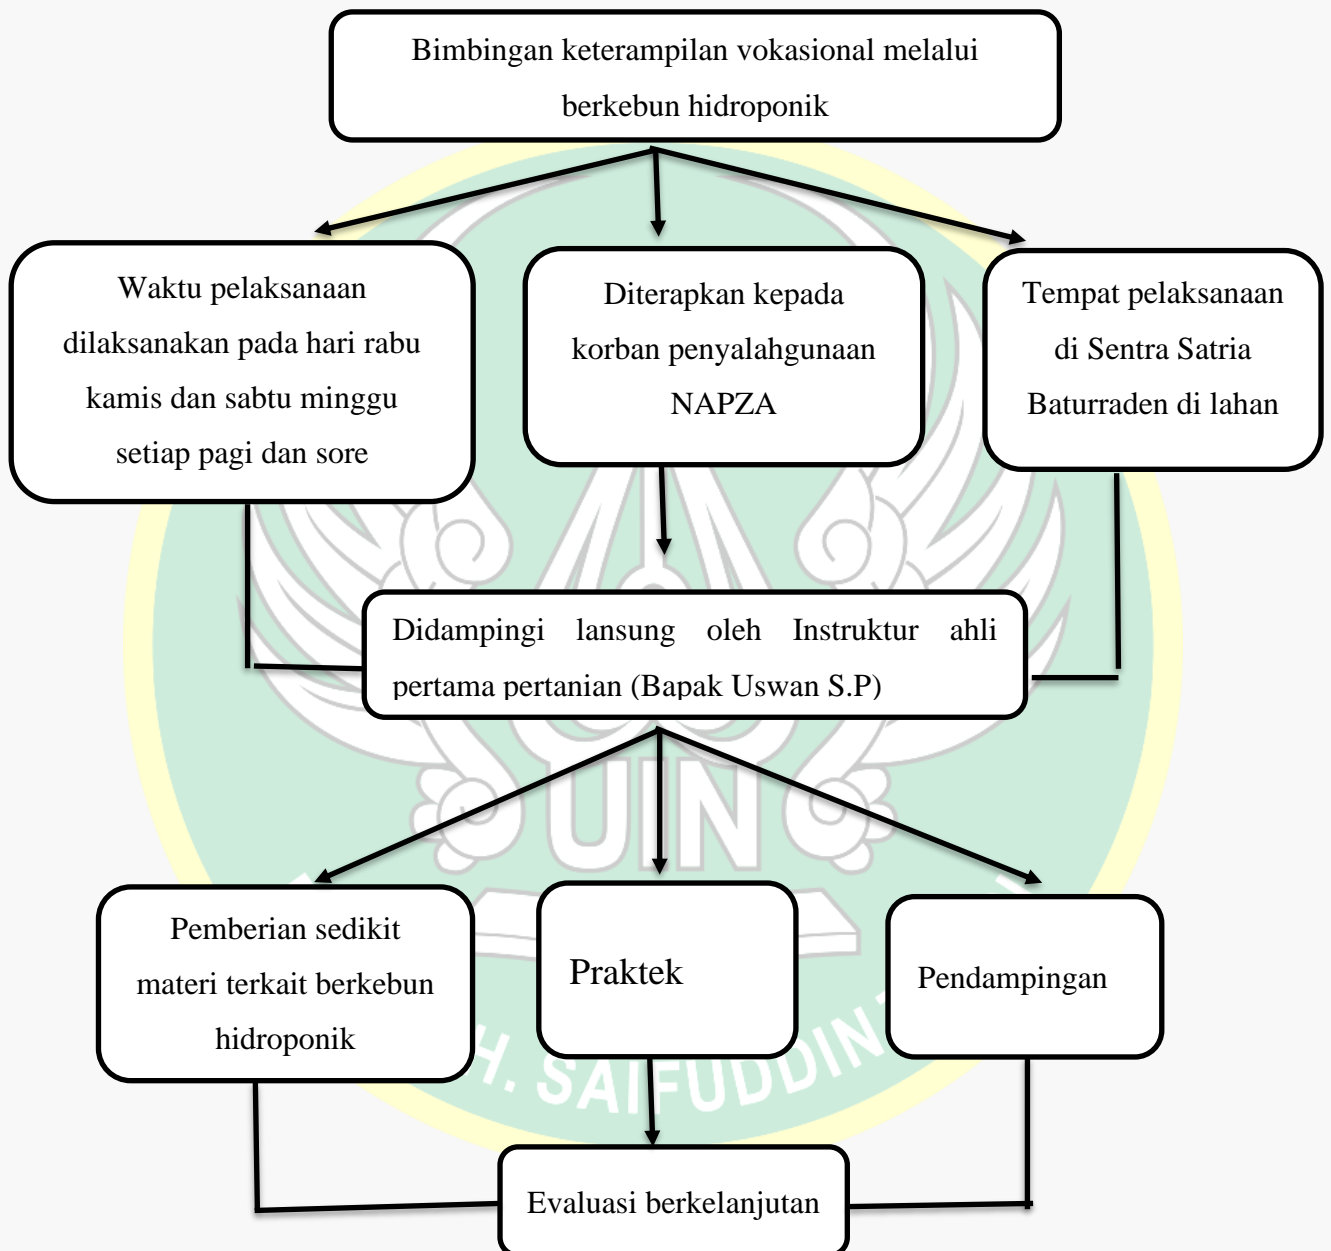 Bimbingan keterampilan vokasional melalui
berkebun hidroponik
Waktu pelaksanaan
dilaksanakan pada hari rabu
kamis dan sabtu minggu
setiap pagi dan sore
Diterapkan kepada
korban penyalahgunaan
NAPZA
Tempat pelaksanaan
di Sentra Satria
Baturraden di lahan
Didampingi lansung oleh Instruktur ahli
pertama pertanian (Bapak Uswan S.P)
UIN
Pemberian sedikit
materi terkait berkebun
hidroponik
Praktek
Pendampingan
H. SAIFUDDIN
Evaluasi berkelanjutan